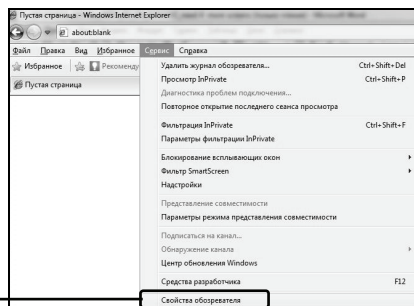 Пустая страница - Windows Internet Explorer
about:blank
Файл Правка Вид Избранное Сервис Справка
Избранное Рекоменду
Пустая страница
Удалить журнал обозревателя... Ctrl+Shift+Del
Просмотр InPrivate Ctrl+Shift+P
Диагностика проблем подключения...
Повторное открытие последнего сеанса просмотра
Фильтрация InPrivate Ctrl+Shift+F
Параметры фильтрации InPrivate
Блокирование всплывающих окон
Фильтр SmartScreen
Надстройки
Представление совместимости
Параметры режима представления совместимости
Подписаться на канал...
Обнаружение канала
Центр обновления Windows
Средства разработчика F12
Свойства обозревателя